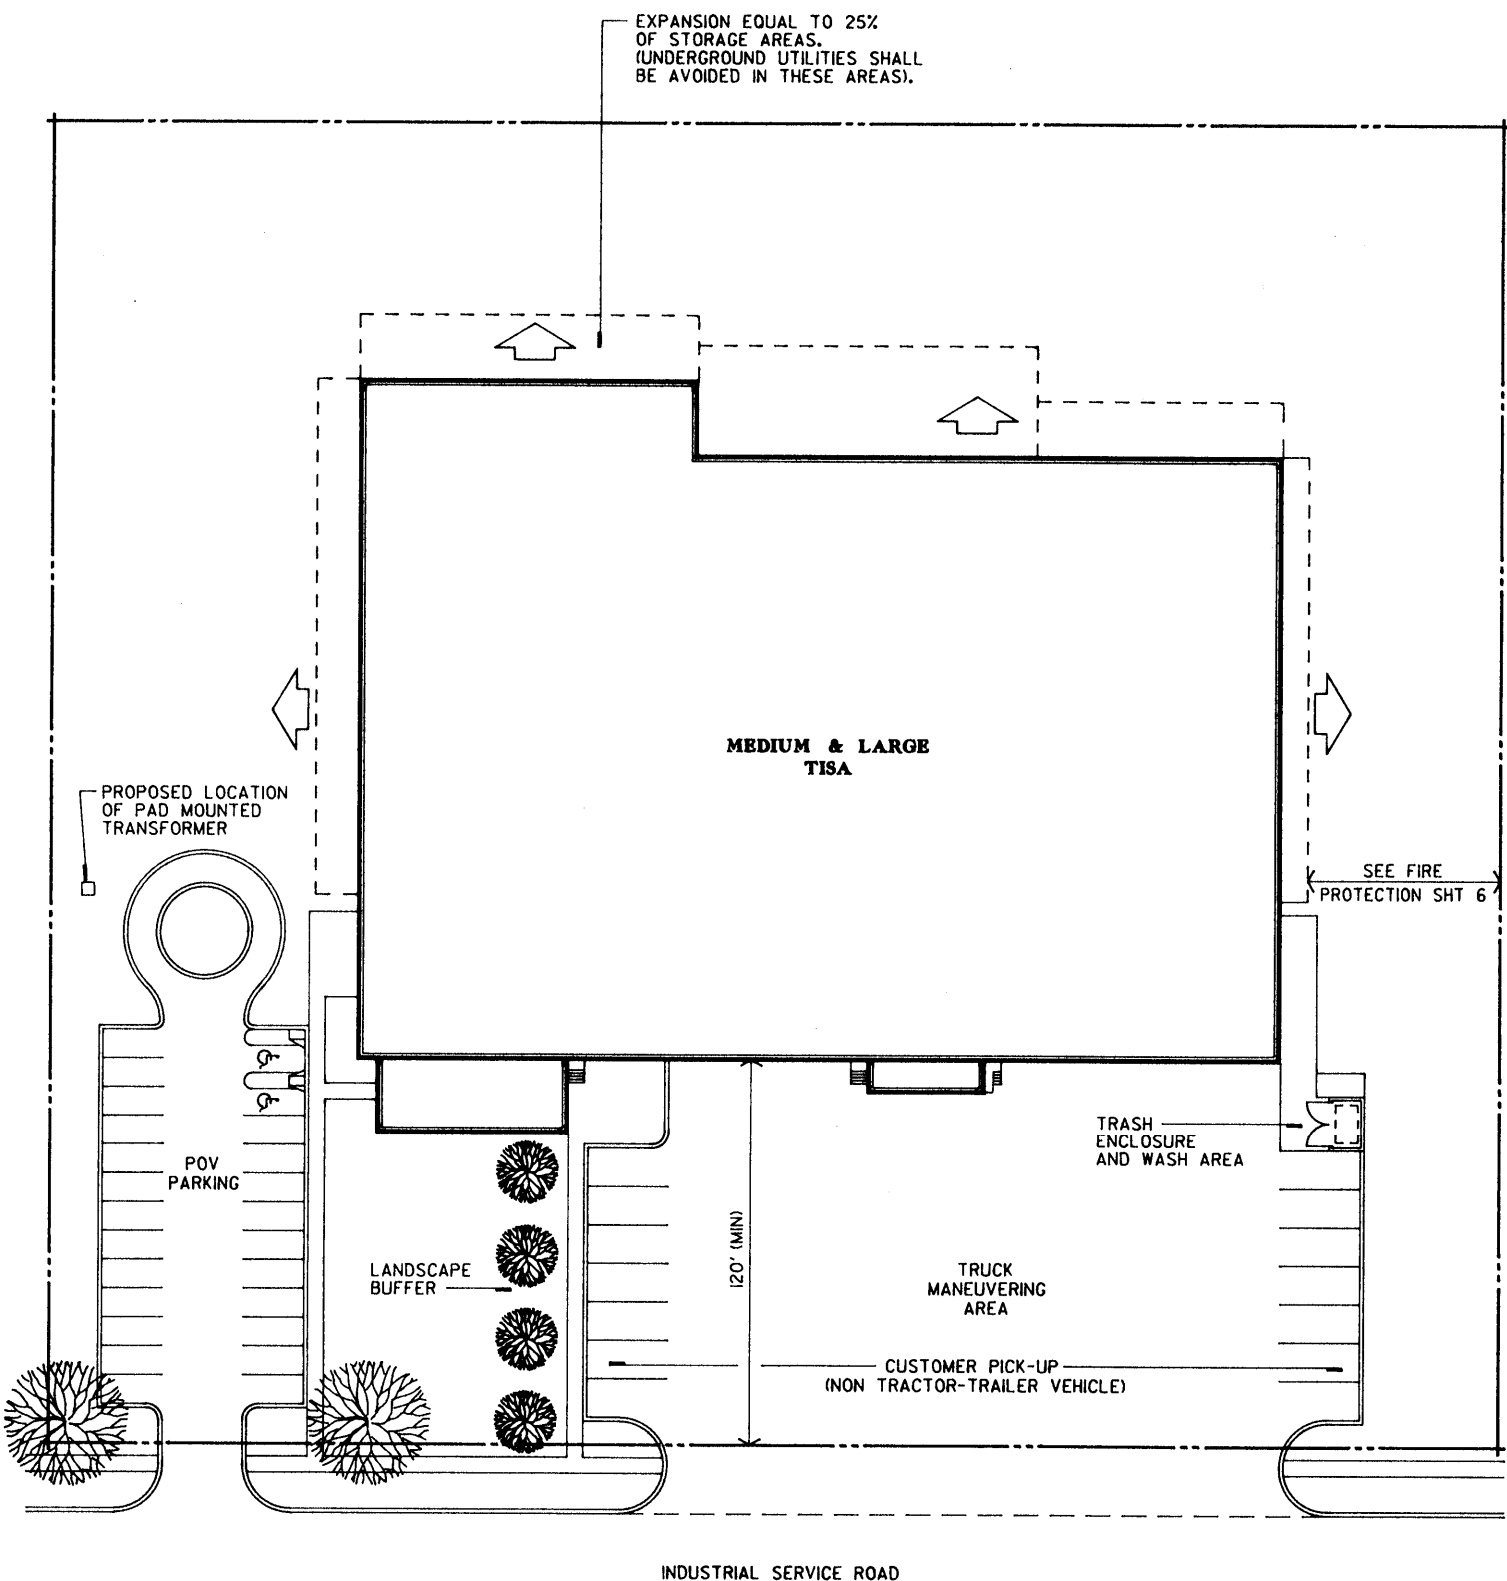 EXPANSION EQUAL TO 25%
OF STORAGE AREAS.
(UNDERGROUND UTILITIES SHALL
BE AVOIDED IN THESE AREAS).
MEDIUM & LARGE
TISA
PROPOSED LOCATION
OF PAD MOUNTED
TRANSFORMER
SEE FIRE
PROTECTION SHT 6
TRASH
ENCLOSURE
AND WASH AREA
POV
PARKING
120' (MIN)
LANDSCAPE
BUFFER
TRUCK
MANEUVERING
AREA
CUSTOMER PICK-UP
(NON TRACTOR-TRAILER VEHICLE)
INDUSTRIAL SERVICE ROAD